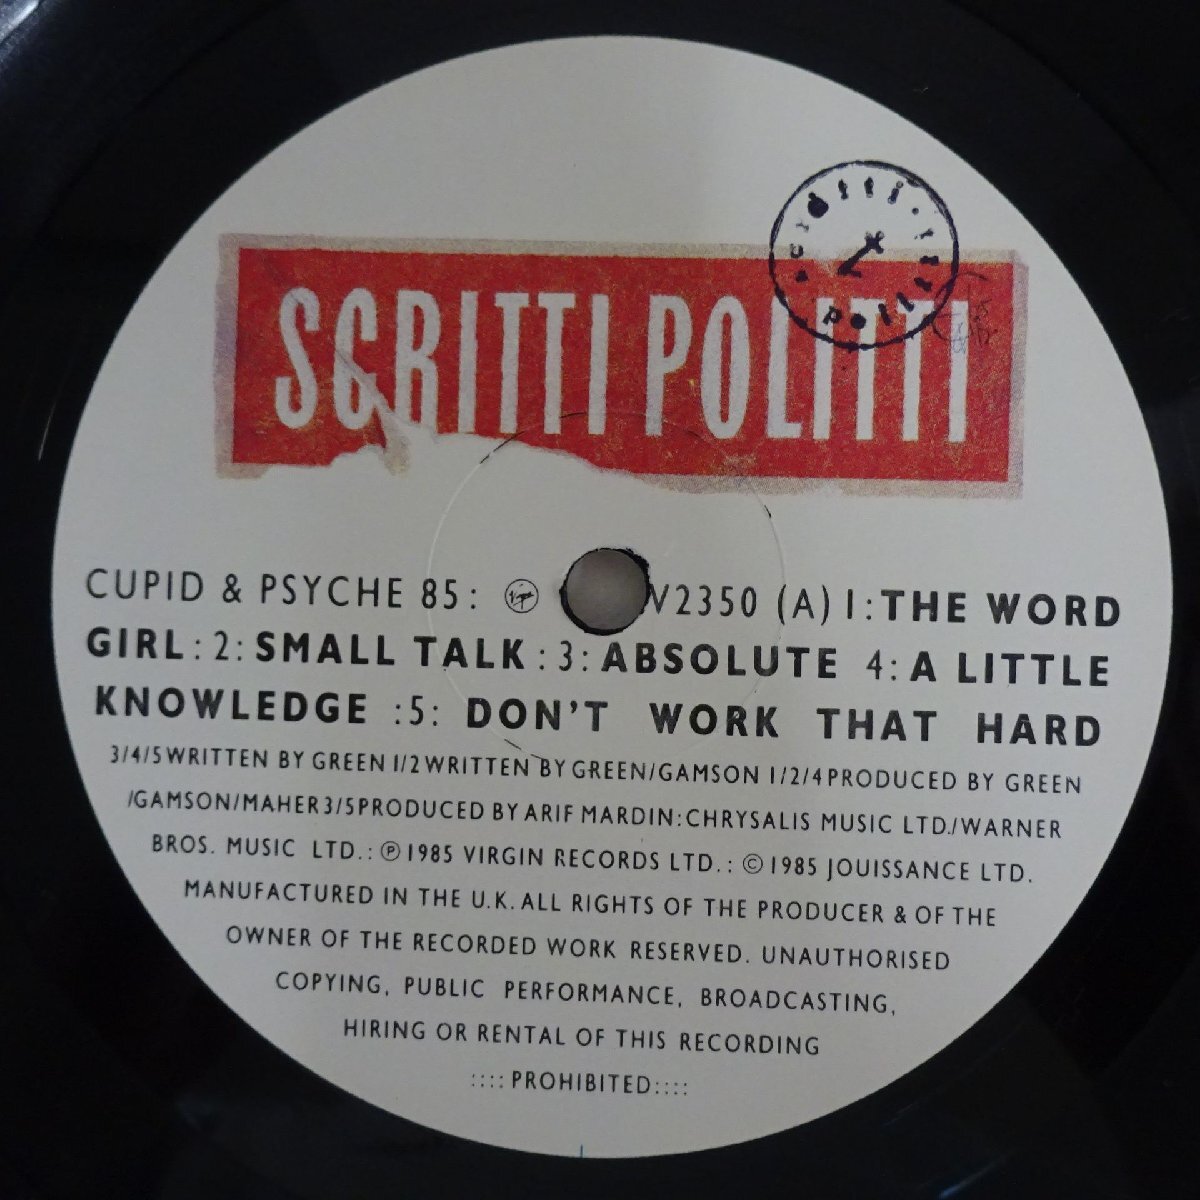 scritti·politti
SCRITTI POLITTI
CUPID & PSYCHE 85: Virgin V2350 (A) 1:THE WORD
GIRL:2:SMALL TALK:3:ABSOLUTE 4:A LITTLE
KNOWLEDGE :5: DON'T WORK THAT HARD
3/4/5 WRITTEN BY GREEN 1/2 WRITTEN BY GREEN/GAMSON 1/2/4 PRODUCED BY GREEN
/GAMSON/MAHER 3/5 PRODUCED BY ARIF MARDIN:CHRYSALIS MUSIC LTD./WARNER
BROS. MUSIC LTD.: ℗ 1985 VIRGIN RECORDS LTD.: © 1985 JOUISSANCE LTD.
MANUFACTURED IN THE U.K. ALL RIGHTS OF THE PRODUCER & OF THE
OWNER OF THE RECORDED WORK RESERVED. UNAUTHORISED
COPYING, PUBLIC PERFORMANCE, BROADCASTING,
HIRING OR RENTAL OF THIS RECORDING
::::PROHIBITED::::